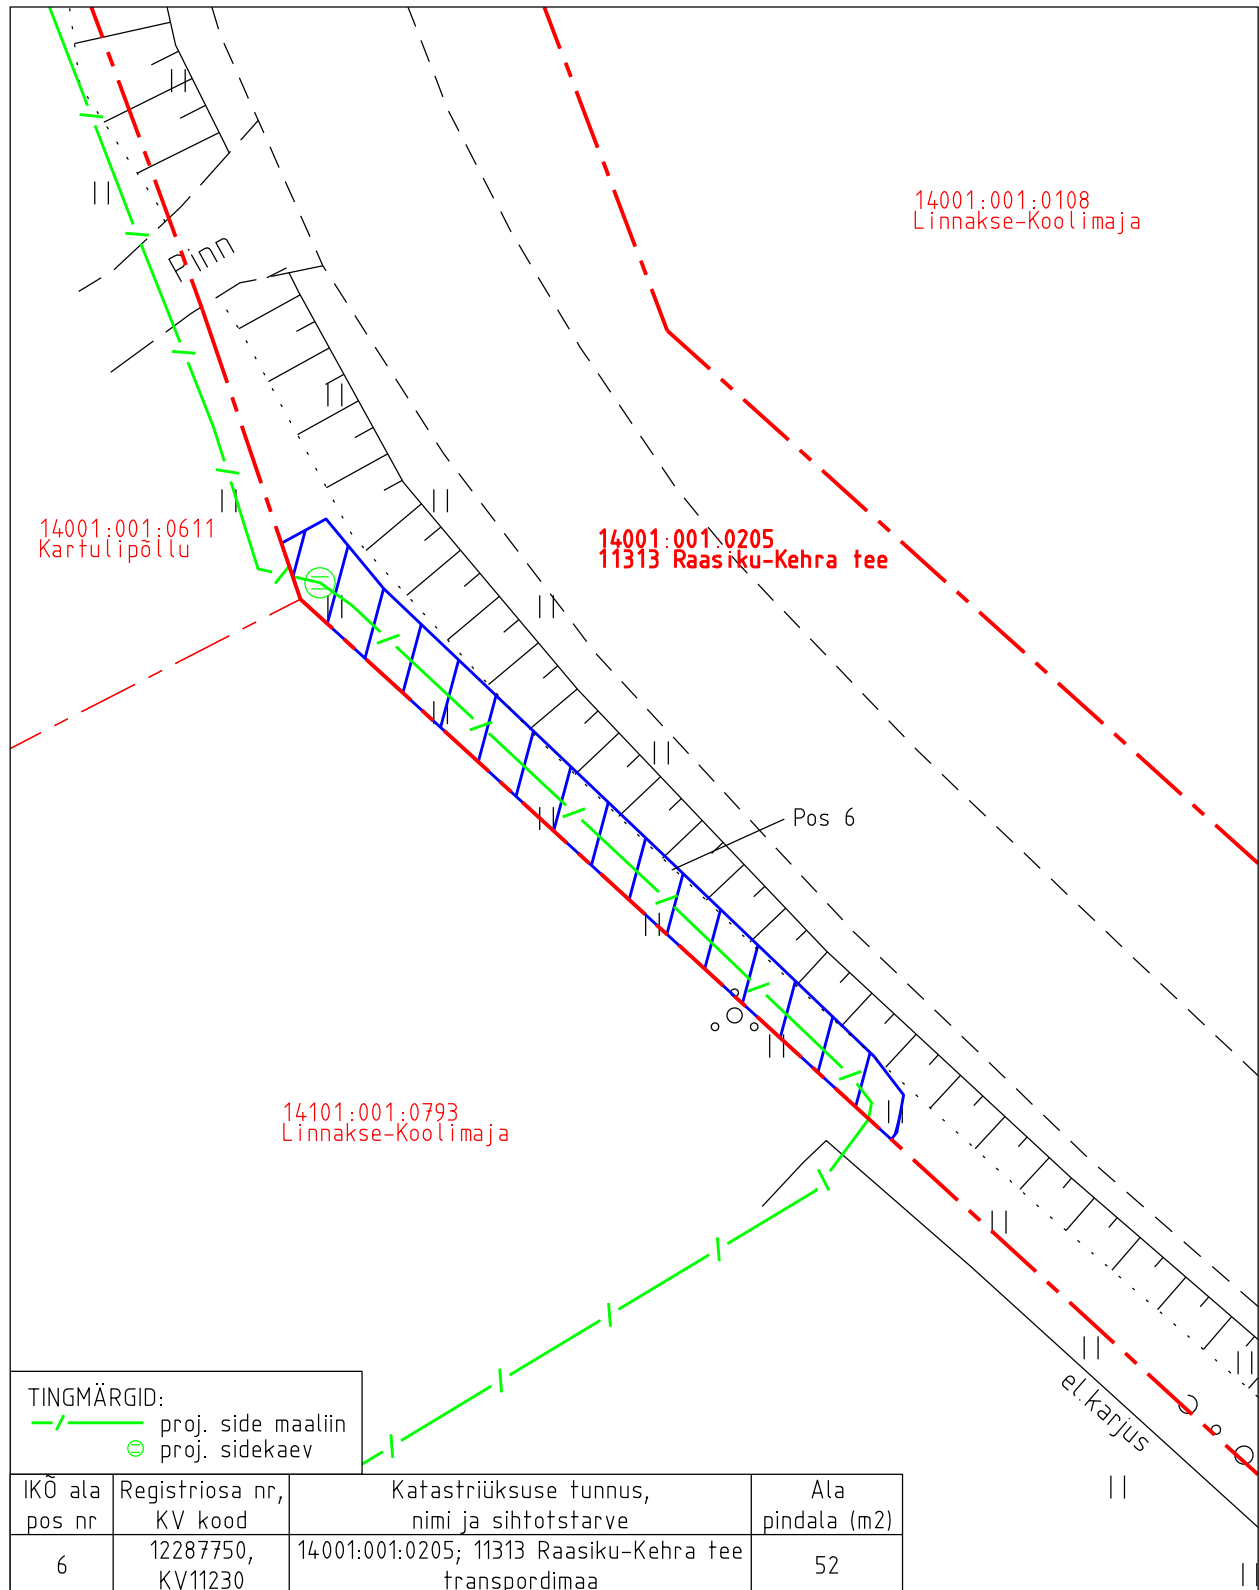 14001:001:0108
Linnakse-Koolimaja
Pinn
14001:001:0611
Kartulipõllu
14001:001:0205
11313 Raasiku-Kehra tee
Pos 6
14101:001:0793
Linnakse-Koolimaja
el.karjus
TINGMÄRGID:
proj. side maaliin
proj. sidekaev
IKÕ ala pos nr
Registriosa nr, KV kood
Katastriüksuse tunnus, nimi ja sihtotstarve
Ala pindala (m2)
6
12287750, KV11230
14001:001:0205; 11313 Raasiku-Kehra tee transpordimaa
52